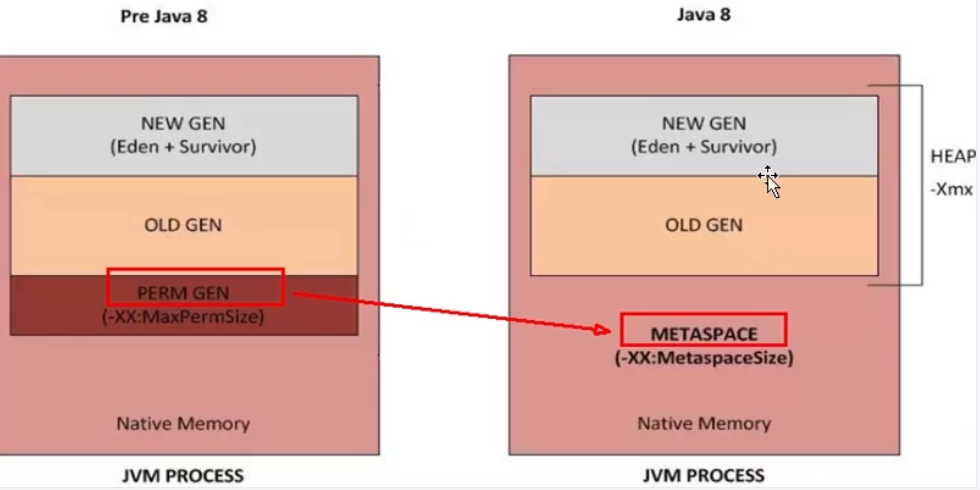 Pre Java 8
NEW GEN
(Eden + Survivor)
OLD GEN
PERM GEN
(-XX:MaxPermSize)
Native Memory
JVM PROCESS
Java 8
NEW GEN
(Eden + Survivor)
OLD GEN
HEAP
-Xmx
METASPACE
(-XX:MetaspaceSize)
Native Memory
JVM PROCESS